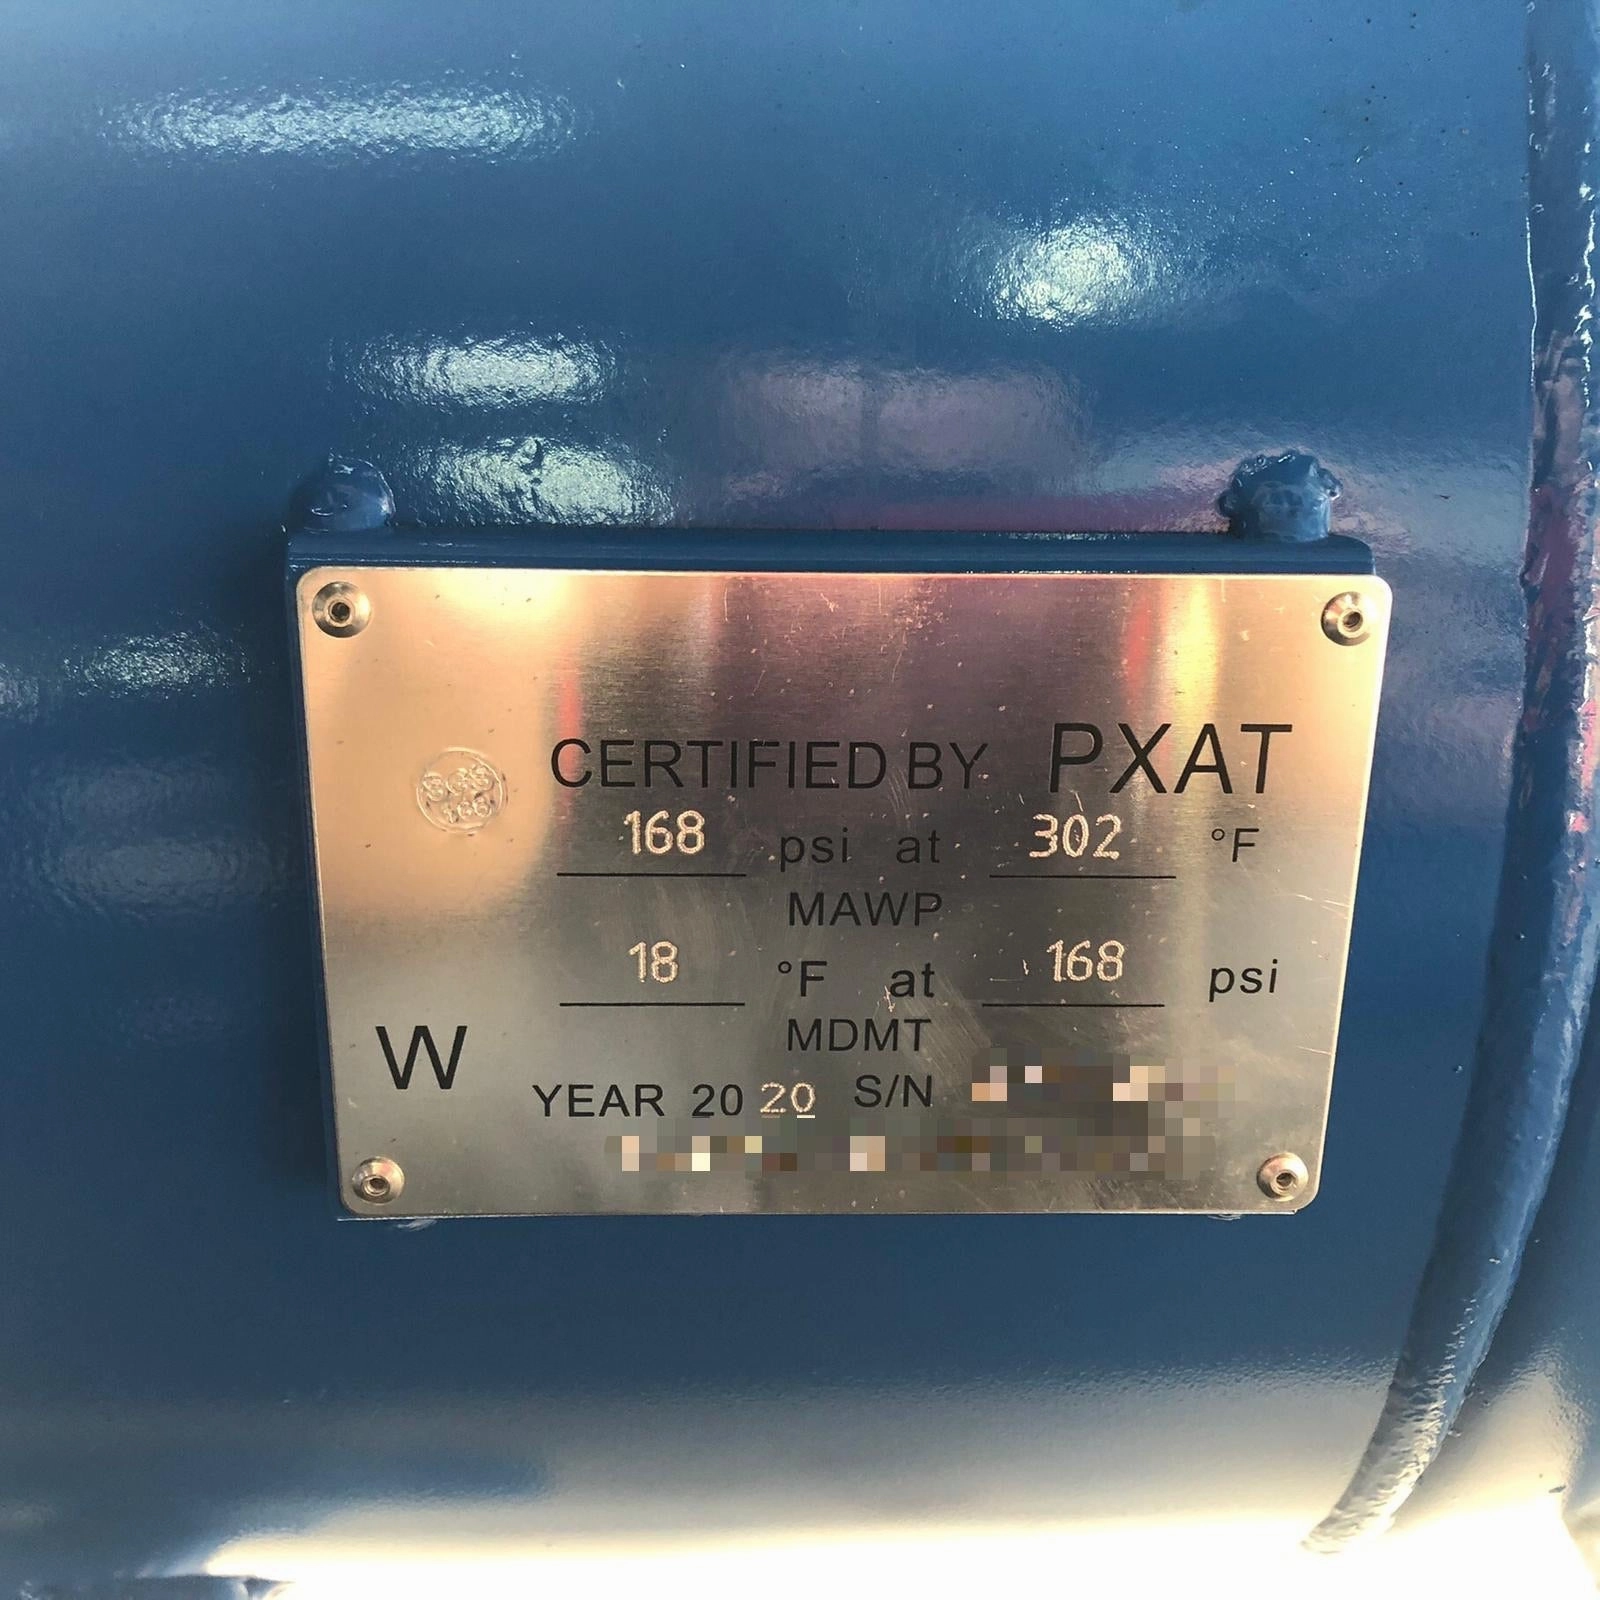 CERTIFIED BY PXAT
168 psi at 302 °F
MAWP
18 °F at 168 psi
MDMT
W
YEAR 2020 S/N